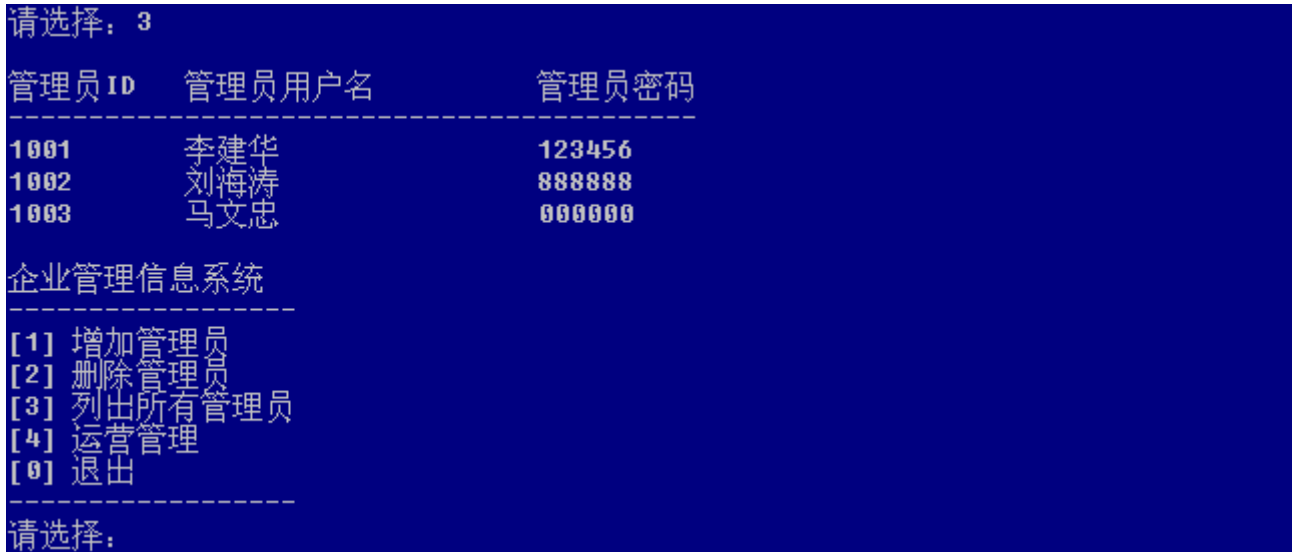 请选择：3
管理员ID 管理员用户名 管理员密码
-------------------------------------------
1001 李建华 123456
1002 刘海涛 888888
1003 马文忠 000000
企业管理信息系统
------------------
[1] 增加管理员
[2] 删除管理员
[3] 列出所有管理员
[4] 运营管理
[0] 退出
------------------
请选择：